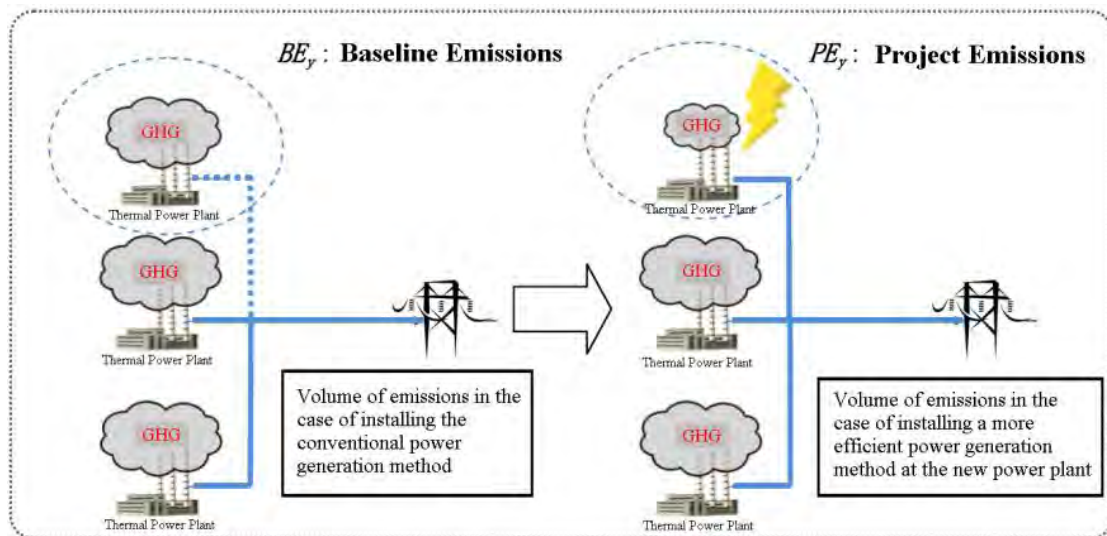 BEy : Baseline Emissions
GHG
Thermal Power Plant
GHG
Thermal Power Plant
GHG
Thermal Power Plant
Volume of emissions in the
case of installing the
conventional power
generation method
PEy : Project Emissions
GHG
Thermal Power Plant
GHG
Thermal Power Plant
GHG
Thermal Power Plant
Volume of emissions in the
case of installing a more
efficient power generation
method at the new power plant